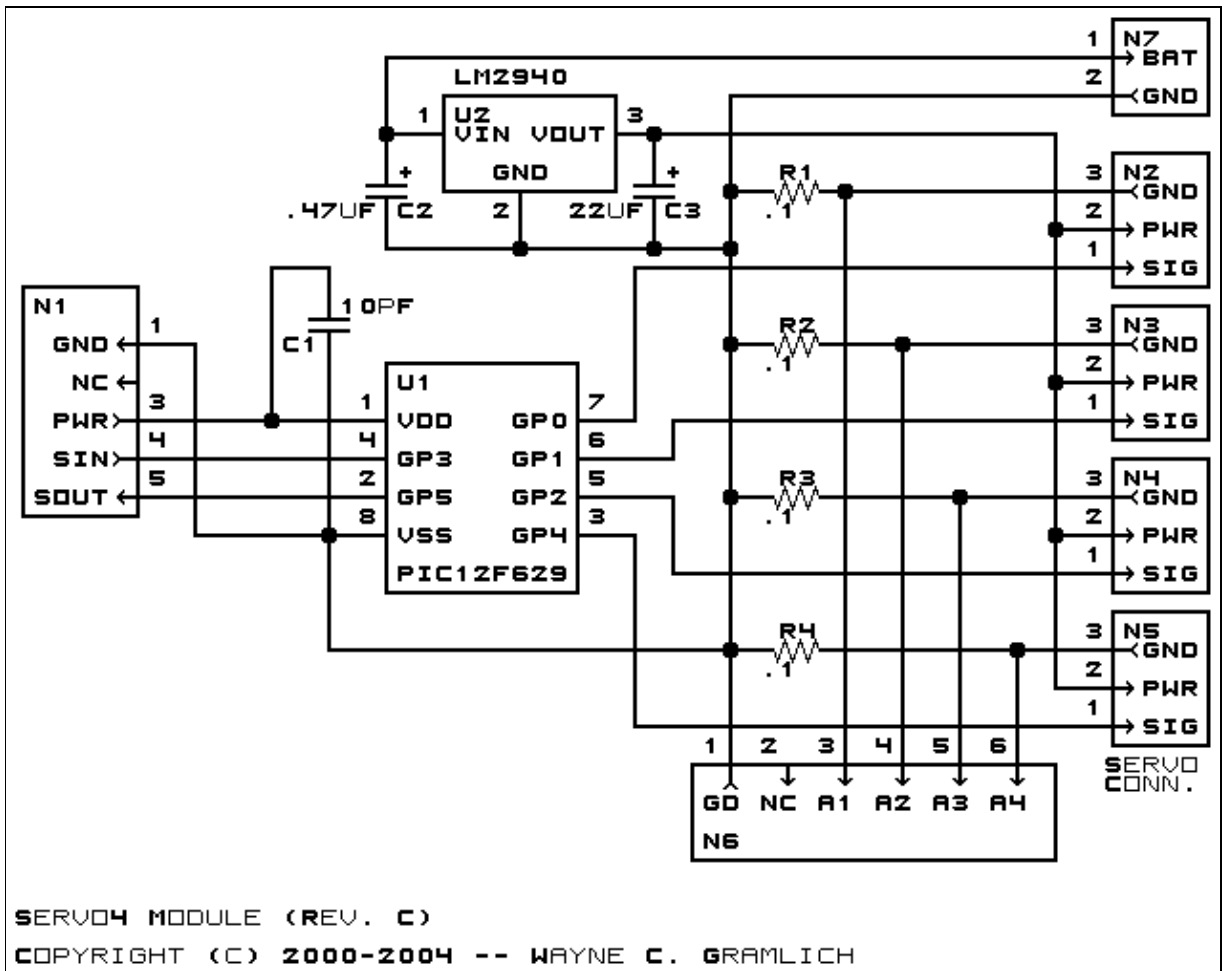 1 N7
BAT
2
GND
LM2940
1 U2 3
VIN VOUT
GND
.47UF C2 2 22UF C3
R1
.1
3 N2
GND
2
PWR
1
SIG
N1
1
GND
NC
3
PWR
4
SIN
5
SOUT
10PF
C1
U1
1 VDD GP0 7
4 GP3 GP1 6
2 GP5 GP2 5
8 VSS GP4 3
PIC12F629
R2
.1
3 N3
GND
2
PWR
1
SIG
R3
.1
3 N4
GND
2
PWR
1
SIG
R4
.1
3 N5
GND
2
PWR
1
SIG
SERVO
CONN.
1 2 3 4 5 6
GD NC A1 A2 A3 A4
N6
SERVO4 MODULE (REV. C)
COPYRIGHT (C) 2000-2004 -- WAYNE C. GRAMLICH